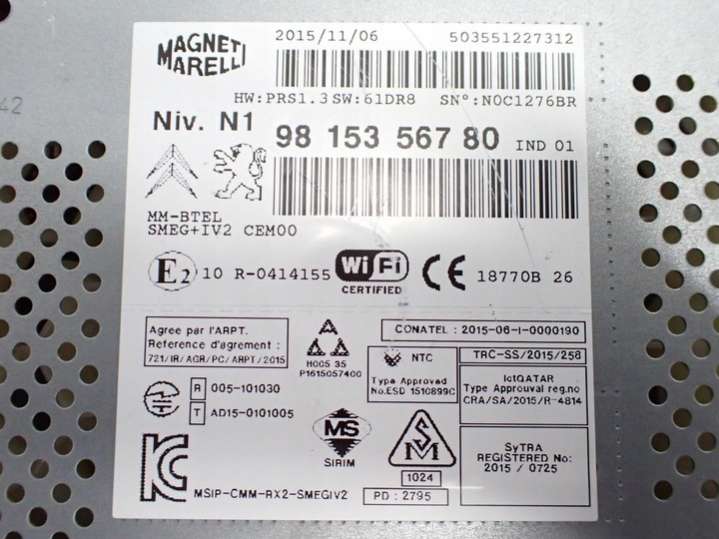 MAGNETI MARELLI
2015/11/06 503551227312
42
HW:PRS1.3 SW:61DR8 SN°:N0C1276BR
Niv. N1
98 153 567 80 IND 01
MM-BTEL
SMEG+IV2 CEM00
E2 10 R-0414155
WiFi
CERTIFIED
CE 18770B 26
Agree par l'ARPT.
Reference d'agrement :
721/IR/AGR/PC/ARPT/2015
H005 35
P1615057400
CONATEL : 2015-06-I-0000190
NTC
Type Approved
No.ESD 1510899C
TRC-SS/2015/258
IctQATAR
Type Approuval reg.no
CRA/SA/2015/R-4814
R 005-101030
T AD15-0101005
MS
SIRIM
SM
1024
PD : 2795
SyTRA
REGISTERED No:
2015 / 0725
KC
MSIP-CMM-RX2-SMEGIV2